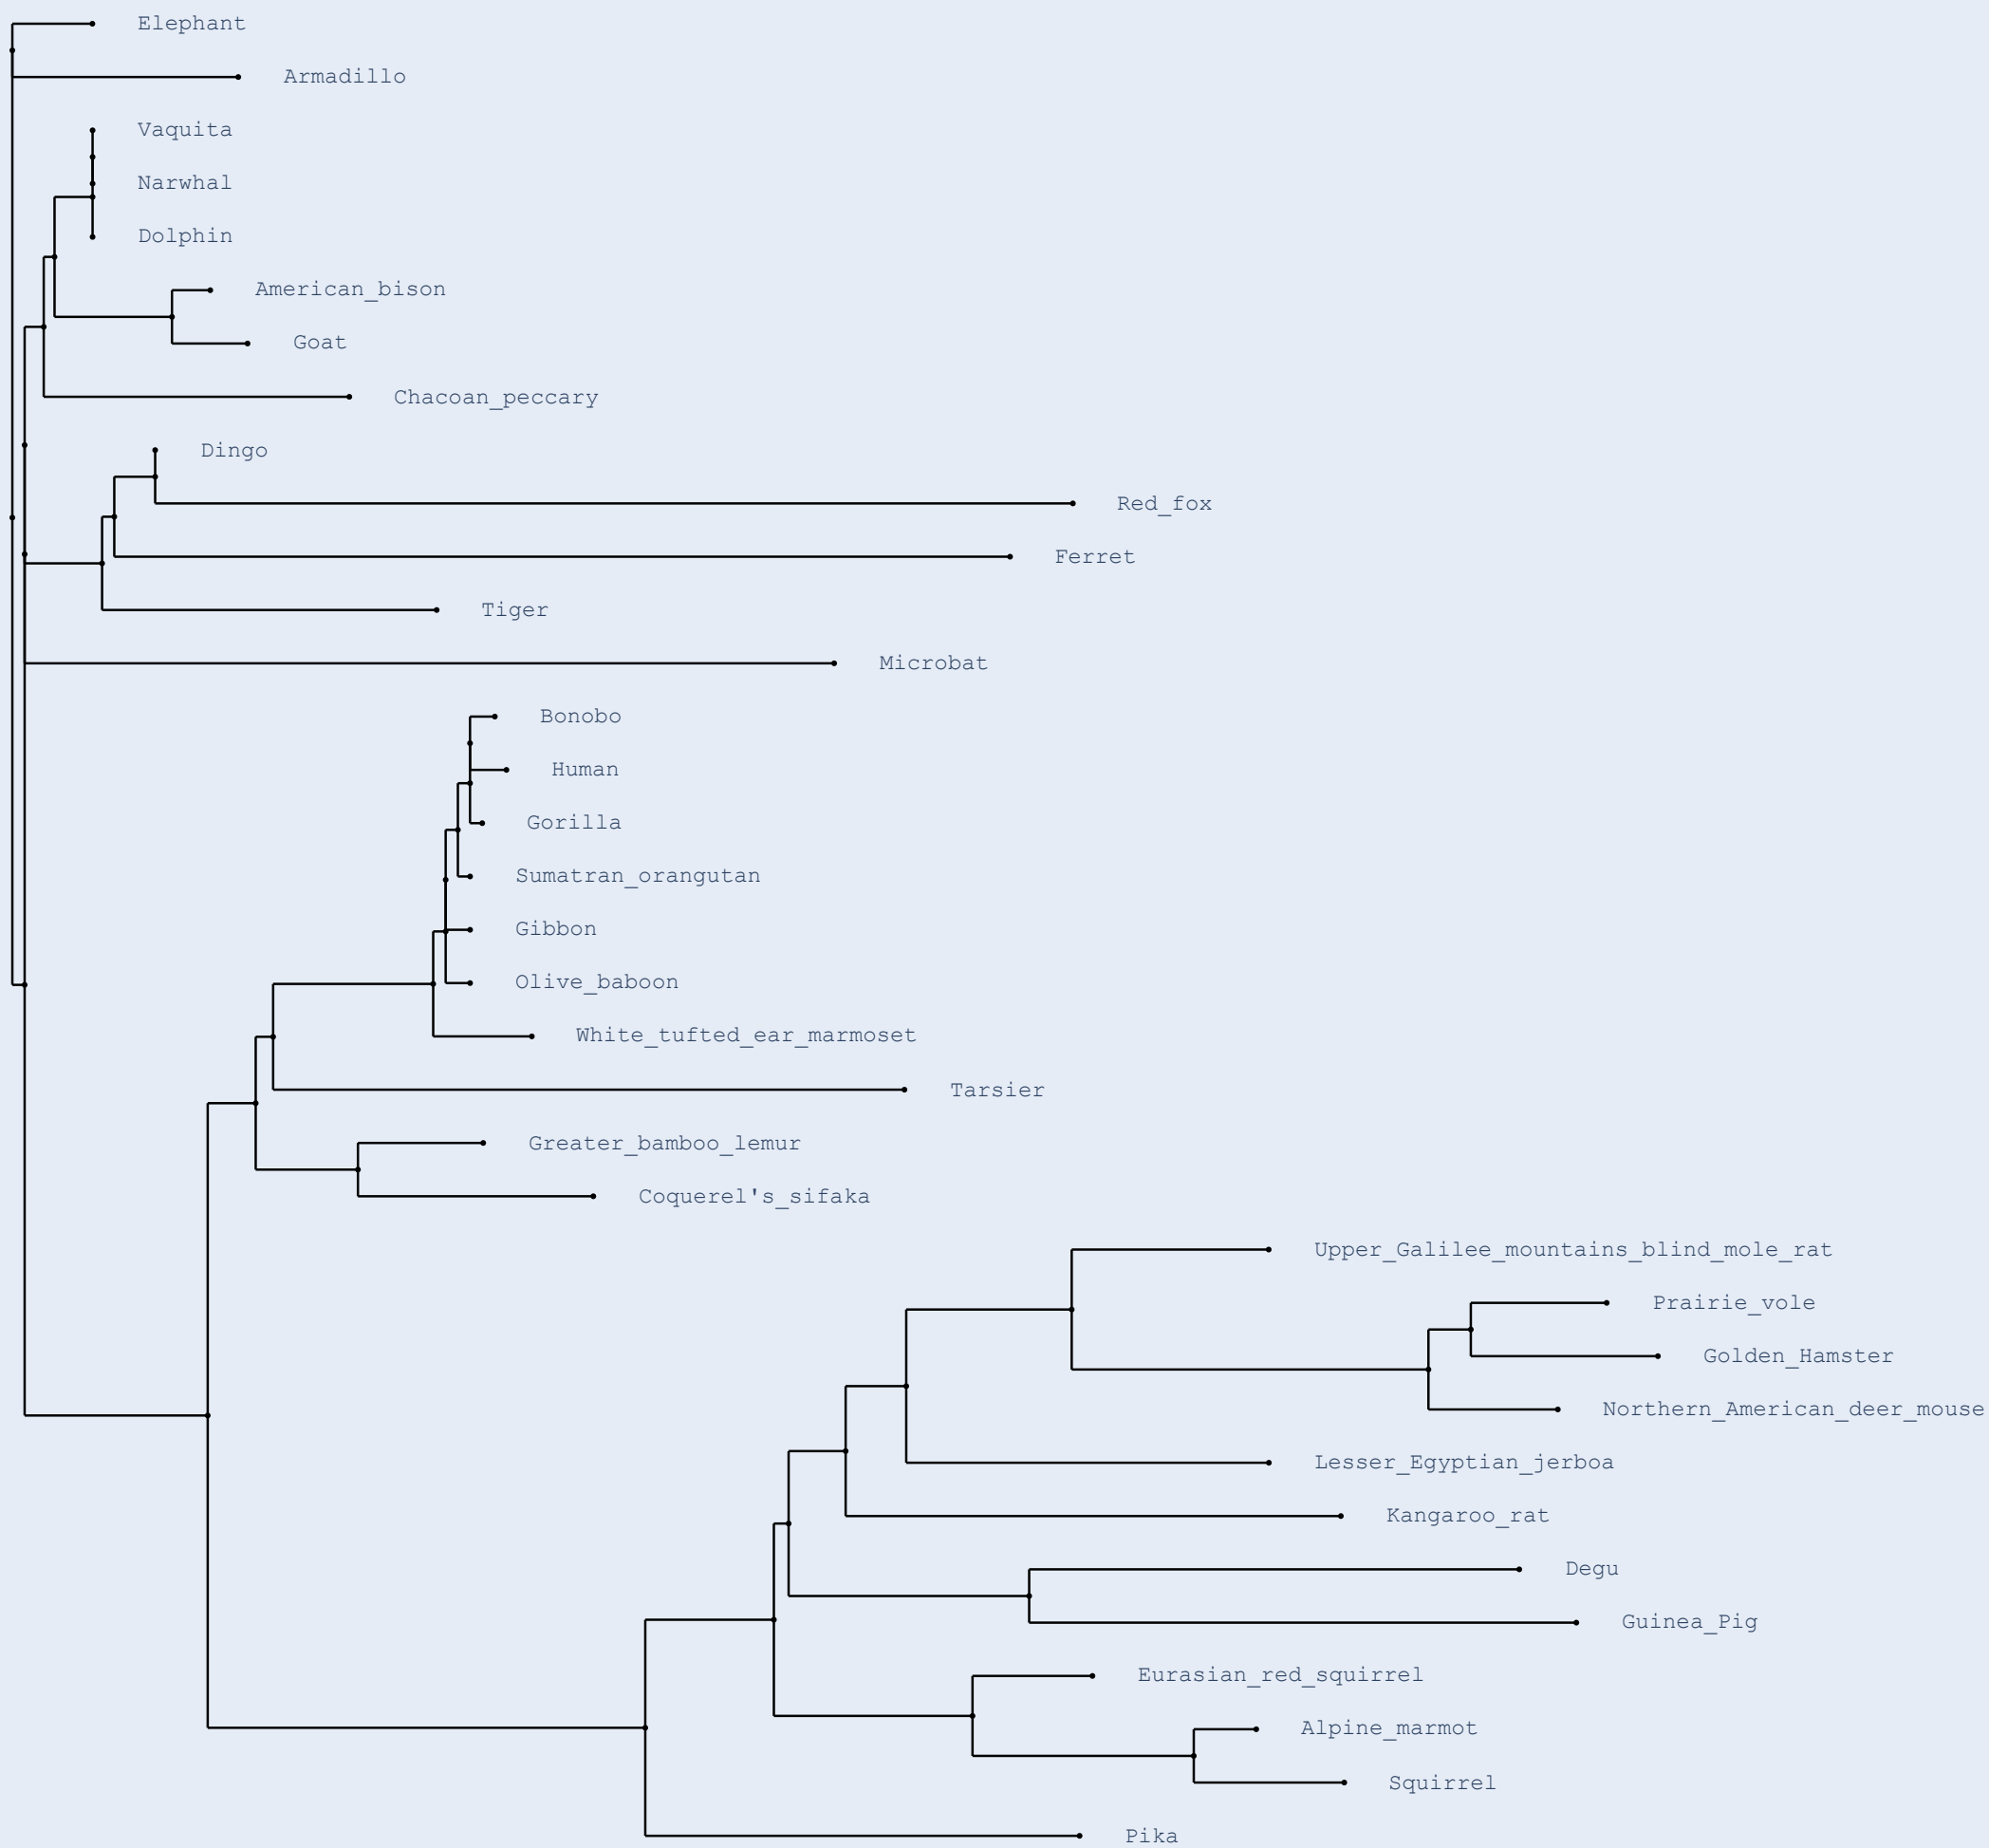 Elephant
Armadillo
Vaquita
Narwhal
Dolphin
American_bison
Goat
Chacoan_peccary
Dingo
Red_fox
Ferret
Tiger
Microbat
Bonobo
Human
Gorilla
Sumatran_orangutan
Gibbon
Olive_baboon
White_tufted_ear_marmoset
Tarsier
Greater_bamboo_lemur
Coquerel's_sifaka
Upper_Galilee_mountains_blind_mole_rat
Prairie_vole
Golden_Hamster
Northern_American_deer_mouse
Lesser_Egyptian_jerboa
Kangaroo_rat
Degu
Guinea_Pig
Eurasian_red_squirrel
Alpine_marmot
Squirrel
Pika